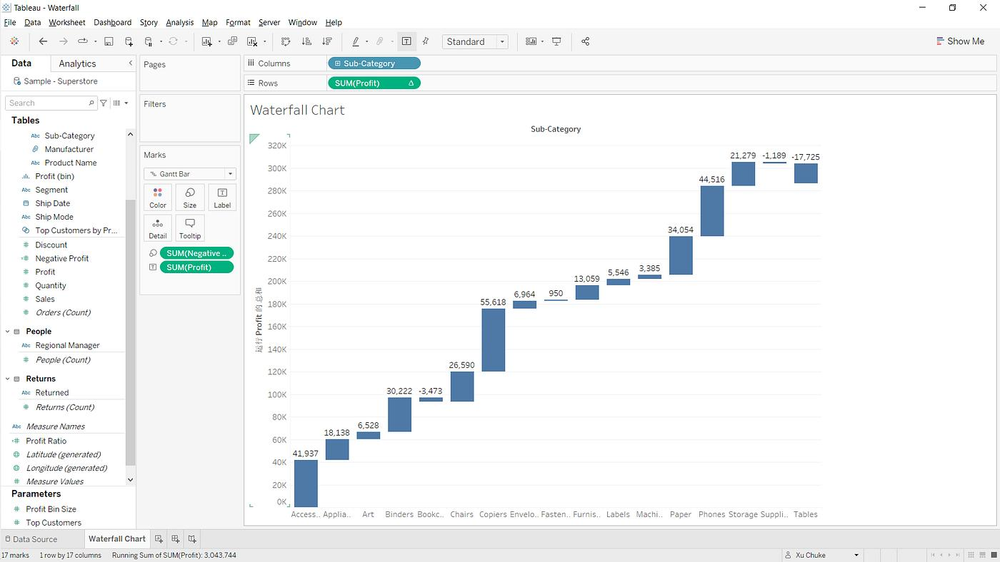 Tableau - Waterfall
File Data Worksheet Dashboard Story Analysis Map Format Server Window Help
Standard
Show Me
Data Analytics
Sample - Superstore
Search
Tables
Abc Sub-Category
Manufacturer
Abc Product Name
Profit (bin)
Abc Segment
Ship Date
Abc Ship Mode
Top Customers by Pr...
# Discount
=# Negative Profit
# Profit
# Quantity
# Sales
# Orders (Count)
People
Abc Regional Manager
# People (Count)
Returns
Abc Returned
# Returns (Count)
Abc Measure Names
=# Profit Ratio
Latitude (generated)
Longitude (generated)
# Measure Values
Parameters
# Profit Bin Size
# Top Customers
Pages
Filters
Marks
Gantt Bar
Color Size Label
Detail Tooltip
SUM(Negative ..
SUM(Profit)
Columns Sub-Category
Rows SUM(Profit) Δ
Waterfall Chart
Sub-Category
运行 Profit 的 总和
320K
300K
280K
260K
240K
220K
200K
180K
160K
140K
120K
100K
80K
60K
40K
20K
0K
41,937
18,138
6,528
30,222
-3,473
26,590
55,618
6,964
950
13,059
5,546
3,385
34,054
44,516
21,279
-1,189
-17,725
Access.. Applia.. Art Binders Bookc.. Chairs Copiers Envelo.. Fasten.. Furnis.. Labels Machi.. Paper Phones Storage Suppli.. Tables
Data Source Waterfall Chart
17 marks 1 row by 17 columns Running Sum of SUM(Profit): 3,043,744
Xu Chuke